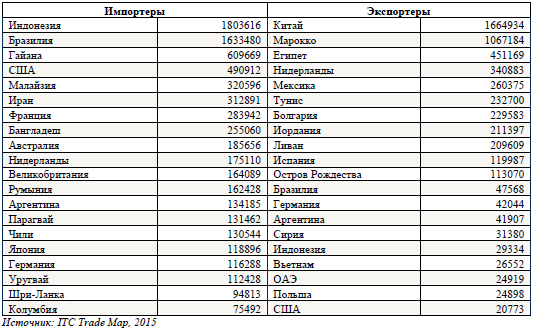 Импортеры Экспортеры
Индонезия 1803616 Китай 1664934
Бразилия 1633480 Марокко 1067184
Гайана 609669 Египет 451169
США 490912 Нидерланды 340883
Малайзия 320596 Мексика 260375
Иран 312891 Тунис 232700
Франция 283942 Болгария 229583
Бангладеш 255060 Иордания 211397
Австралия 185656 Ливан 209609
Нидерланды 175110 Испания 119987
Великобритания 164089 Остров Рождества 113070
Румыния 162428 Бразилия 47568
Аргентина 134185 Германия 42044
Парагвай 131462 Аргентина 41907
Чили 130544 Сирия 31380
Япония 118896 Индонезия 29334
Германия 116288 Вьетнам 26552
Уругвай 112428 ОАЭ 24919
Шри-Ланка 94813 Польша 24898
Колумбия 75492 США 20773
Источник: ITC Trade Map, 2015